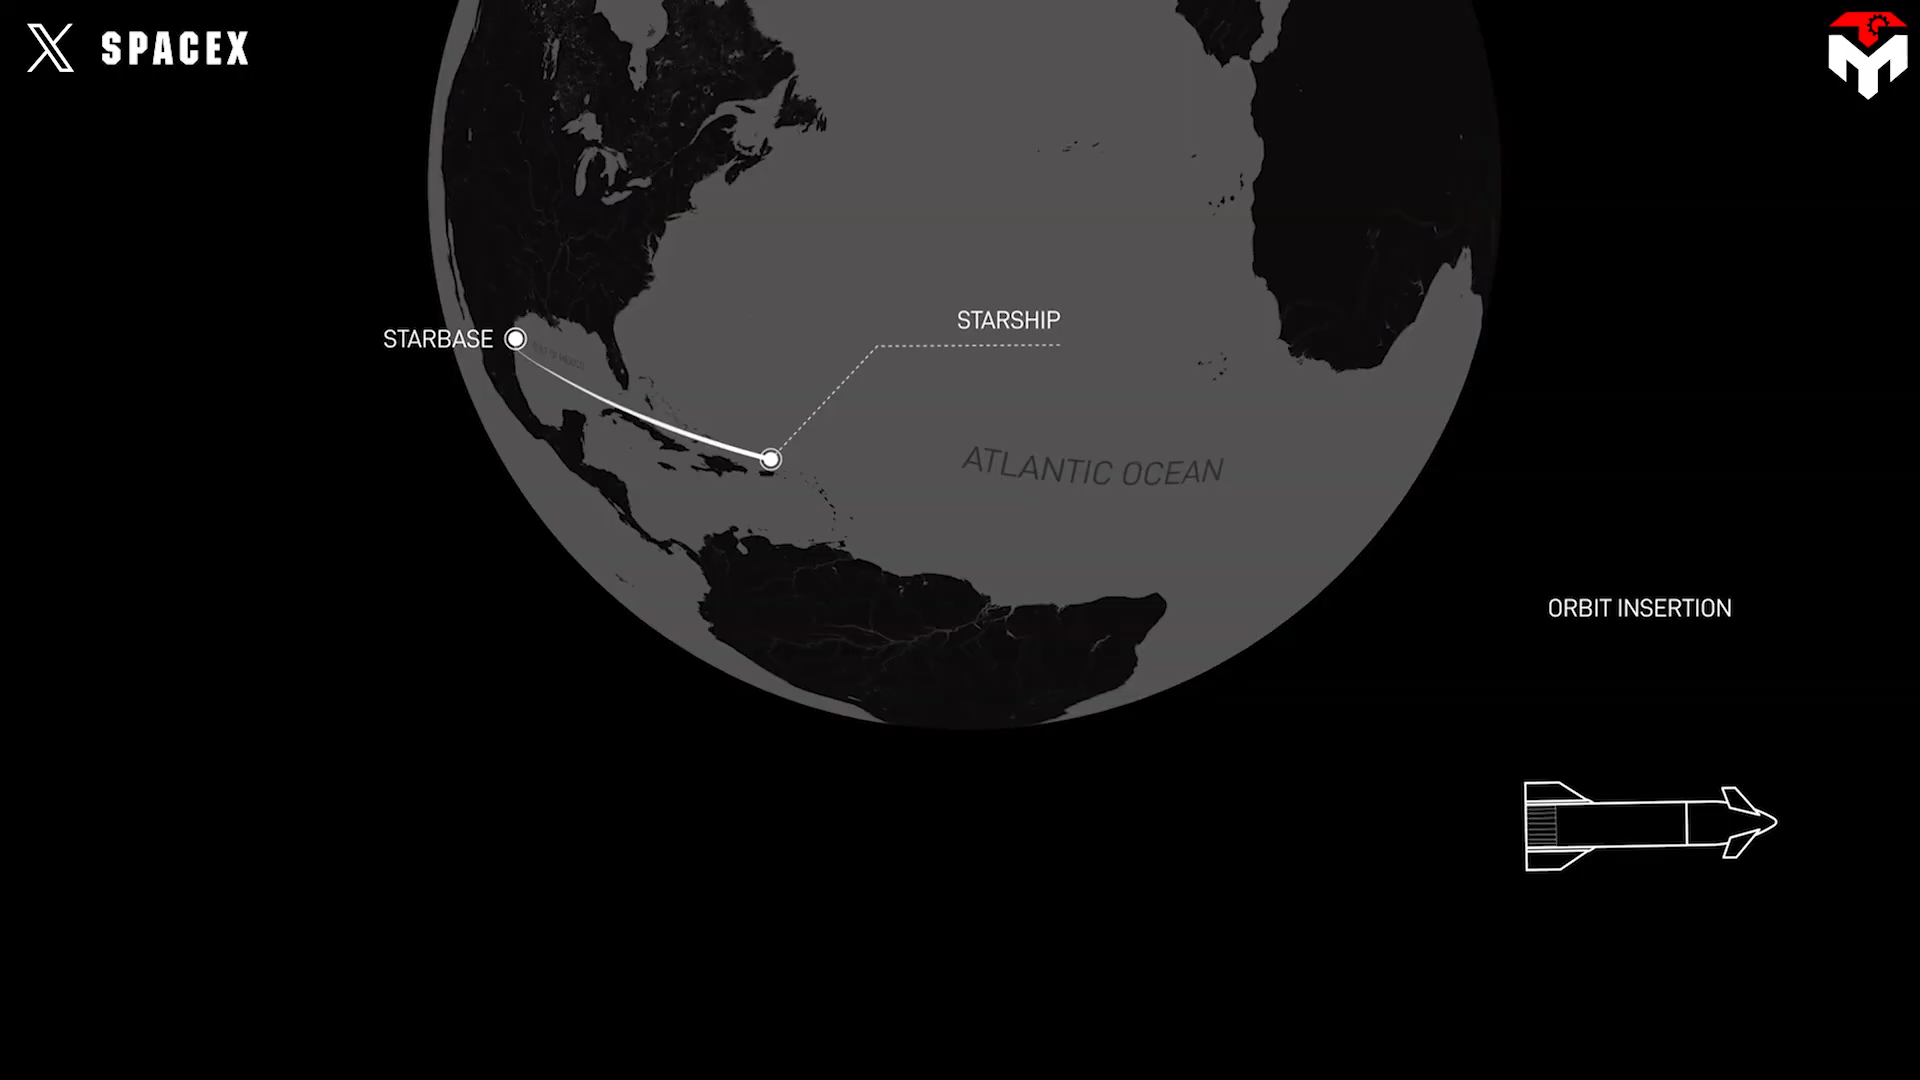 X SPACEX
STARSHIP
STARBASE
ATLANTIC OCEAN
ORBIT INSERTION